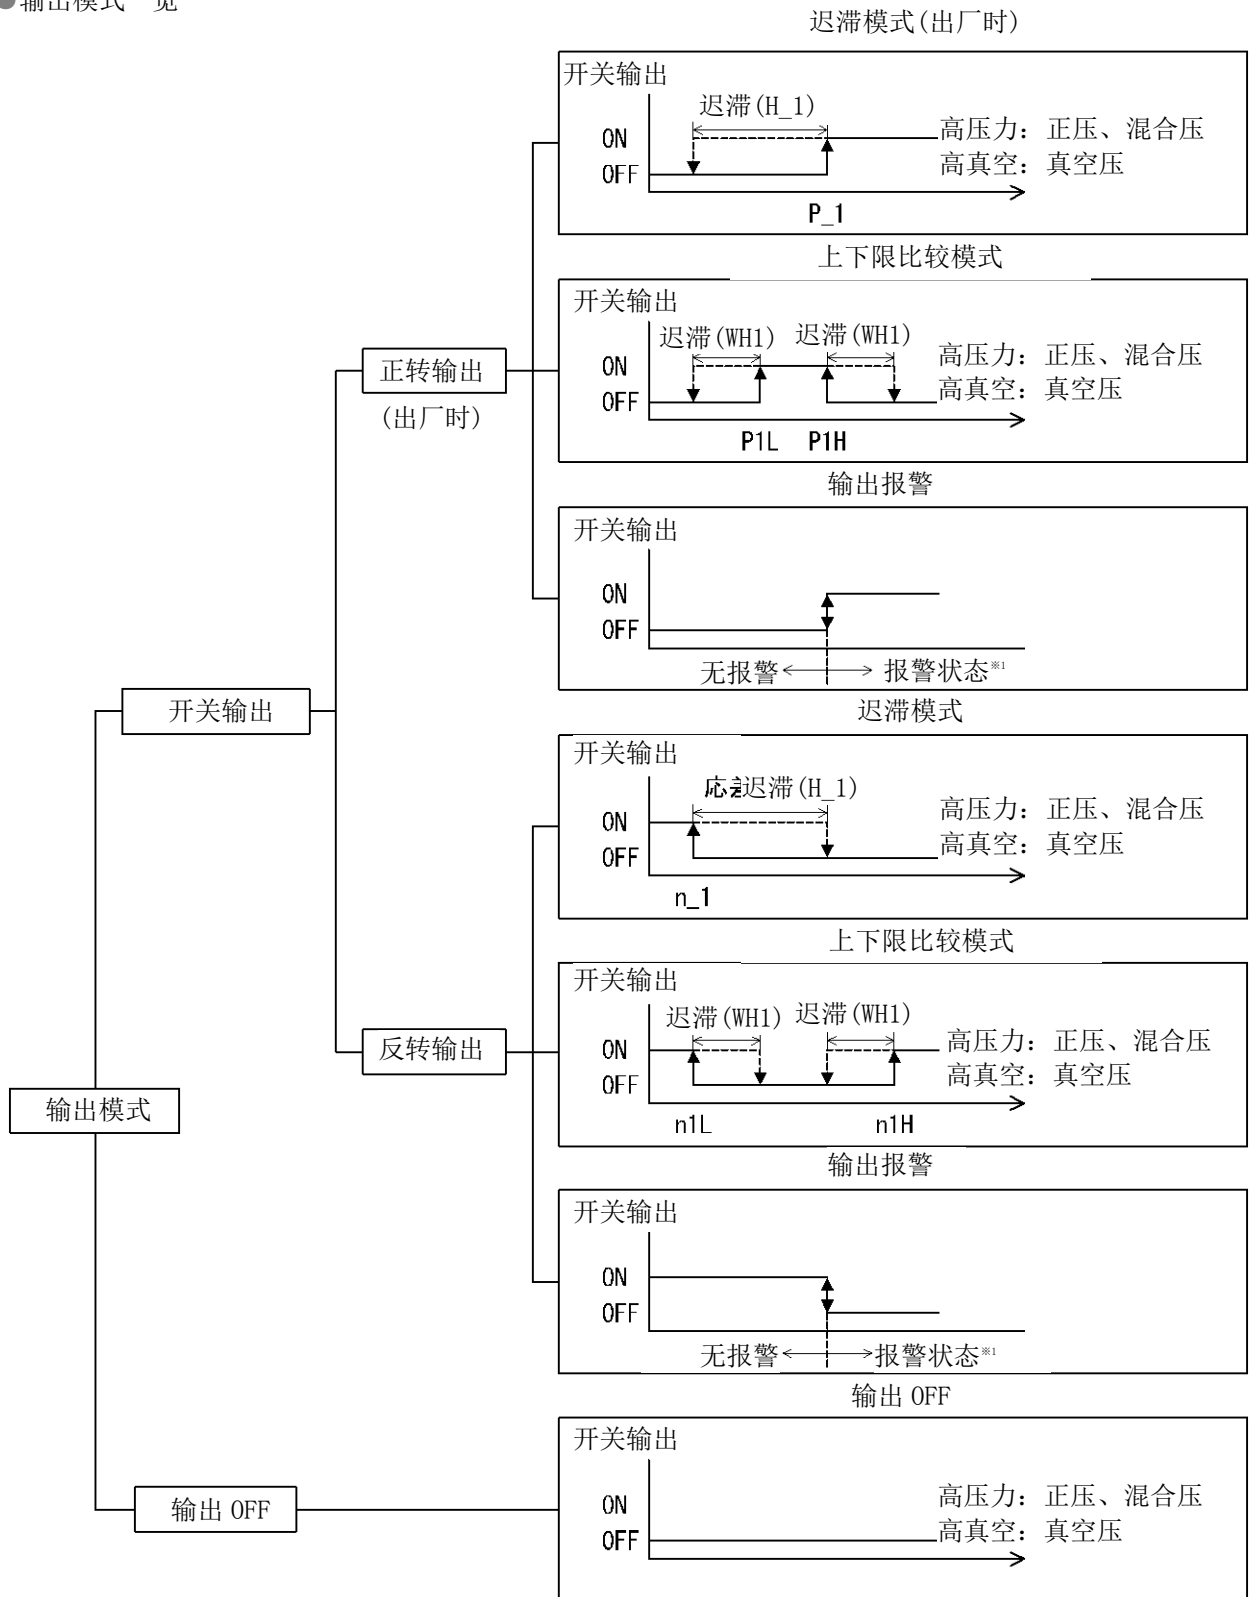 ●输出模式一览
迟滞模式(出厂时)
开关输出
迟滞(H_1)
ON
OFF
高压力：正压、混合压
高真空：真空压
P_1
上下限比较模式
开关输出
迟滞(WH1) 迟滞(WH1)
ON
OFF
高压力：正压、混合压
高真空：真空压
P1L P1H
正转输出
(出厂时)
输出报警
开关输出
ON
OFF
无报警 报警状态※1
开关输出
迟滞模式
开关输出
応 迟滞(H_1)
ON
OFF
高压力：正压、混合压
高真空：真空压
n_1
上下限比较模式
开关输出
迟滞(WH1) 迟滞(WH1)
ON
OFF
高压力：正压、混合压
高真空：真空压
n1L n1H
反转输出
输出模式
输出报警
开关输出
ON
OFF
无报警 报警状态※1
输出 OFF
开关输出
ON
OFF
高压力：正压、混合压
高真空：真空压
输出 OFF